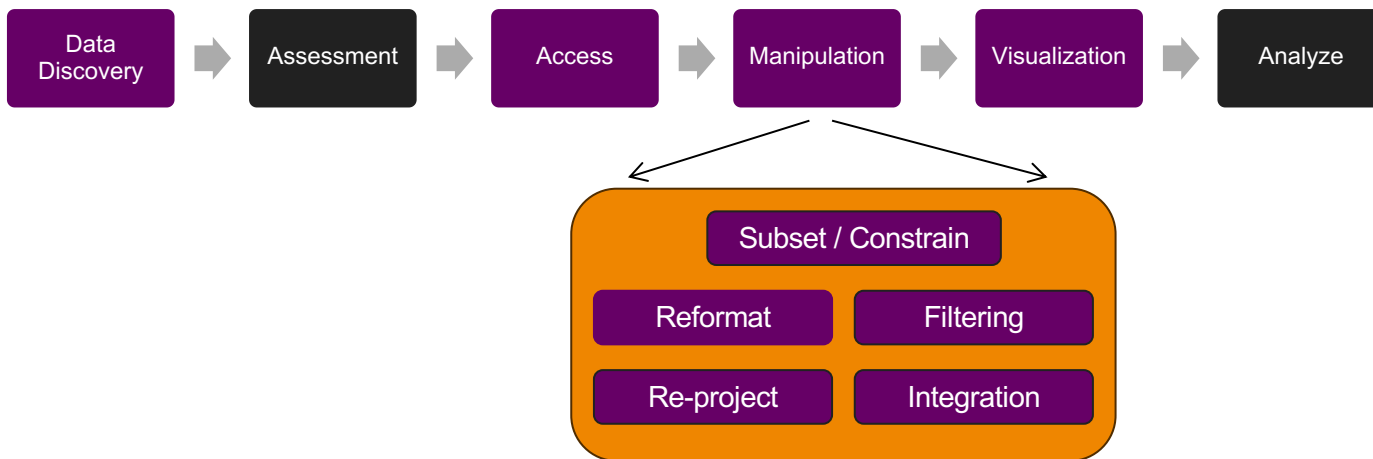 Data
Discovery
Assessment
Access
Manipulation
Visualization
Analyze
Subset / Constrain
Reformat
Filtering
Re-project
Integration